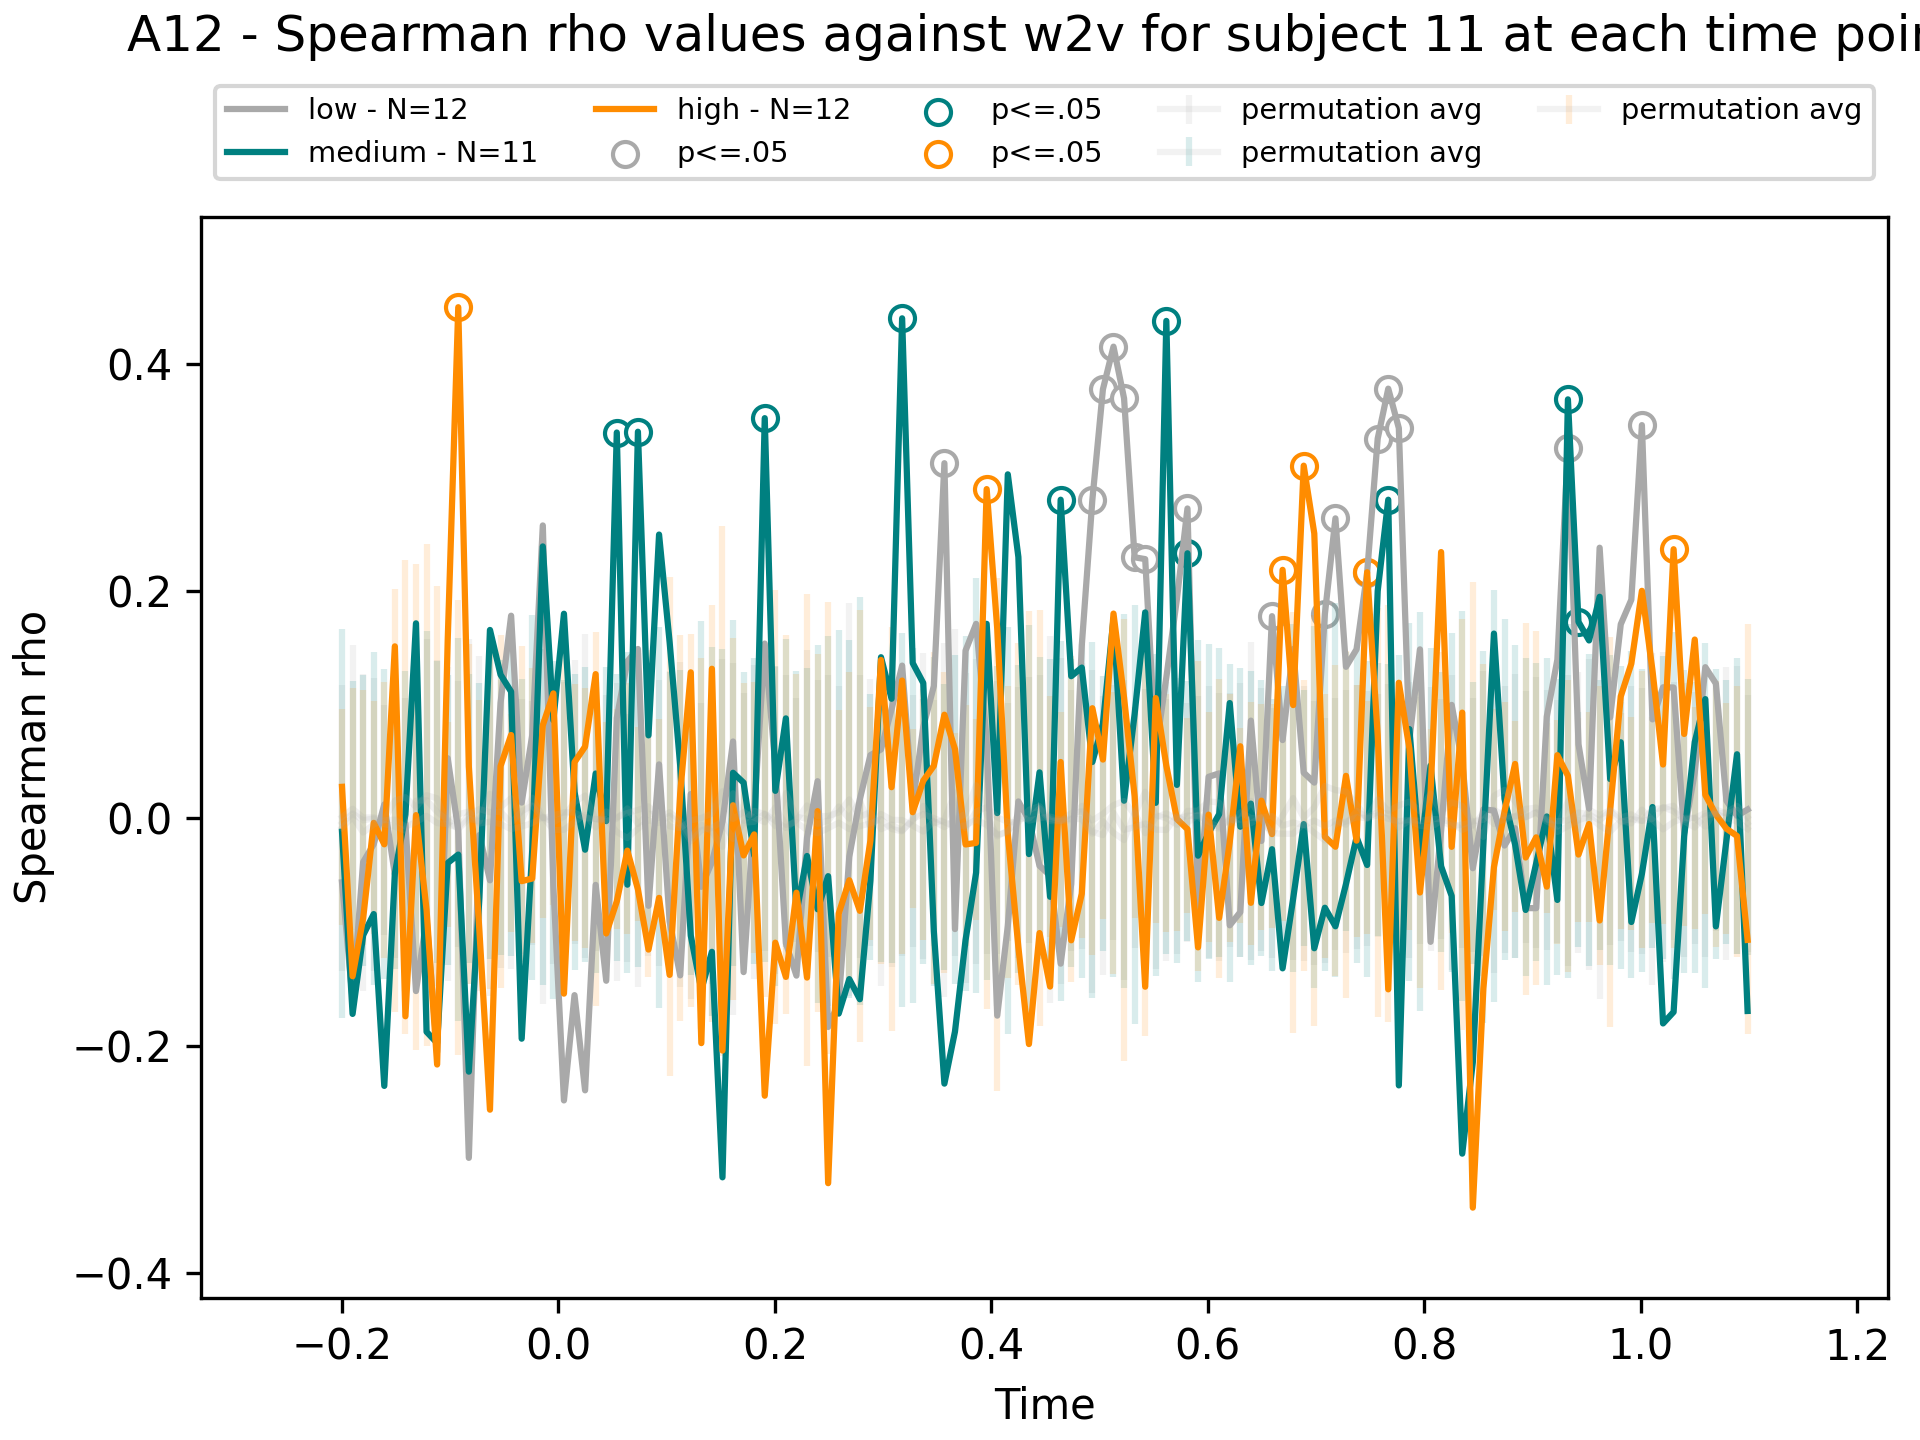 A12 - Spearman rho values against w2v for subject 11 at each time poi
low - N=12
medium - N=11
high - N=12
p<=.05
p<=.05
p<=.05
permutation avg
permutation avg
permutation avg
Spearman rho
0.4
0.2
0.0
−0.2
−0.4
−0.2 0.0 0.2 0.4 0.6 0.8 1.0 1.2
Time